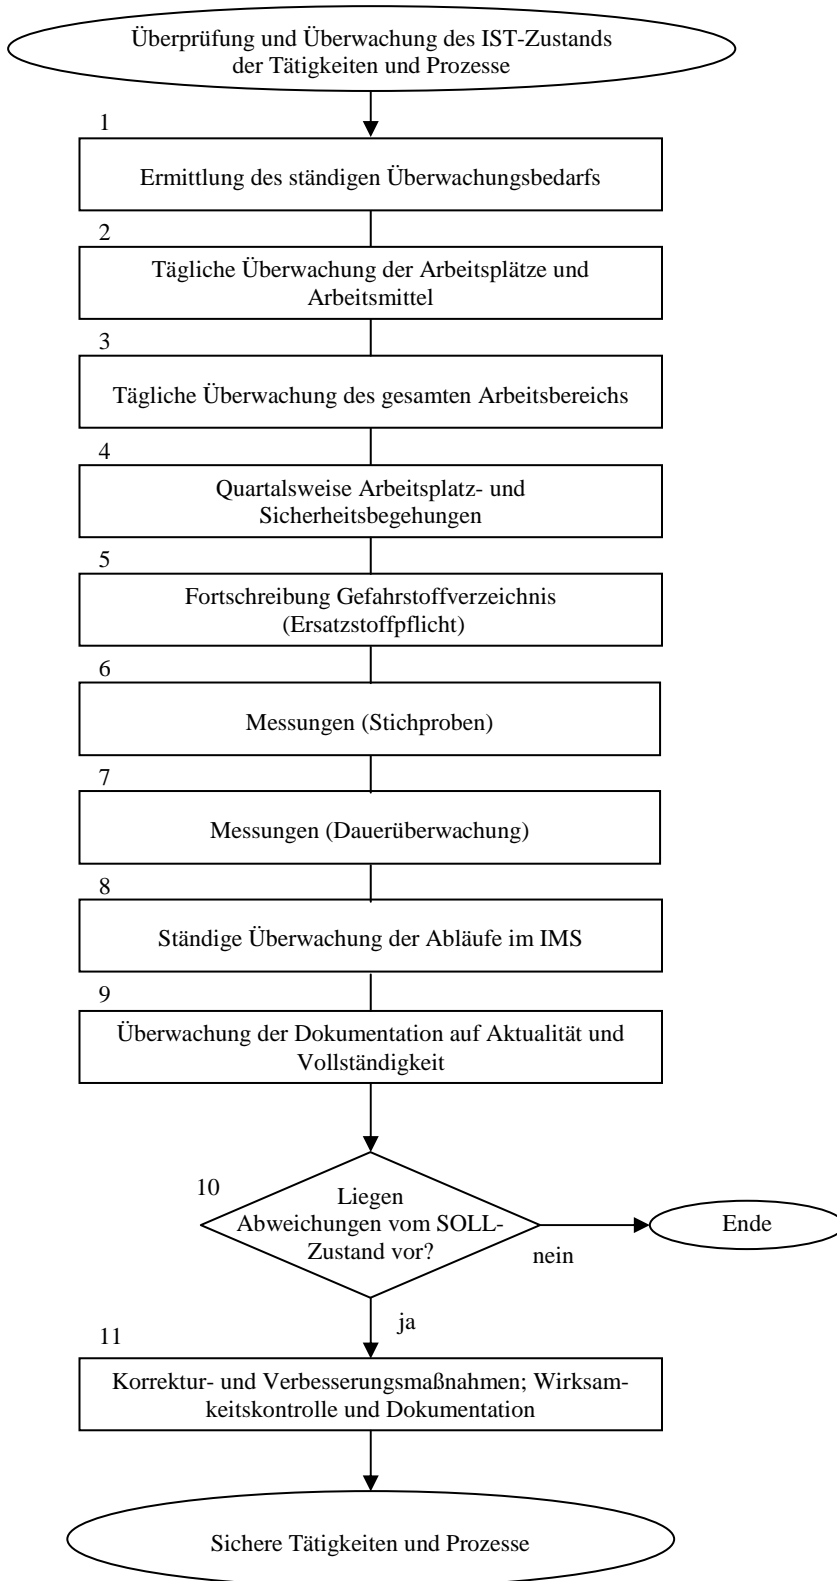 Überprüfung und Überwachung des IST-Zustands
der Tätigkeiten und Prozesse
1
Ermittlung des ständigen Überwachungsbedarfs
2
Tägliche Überwachung der Arbeitsplätze und
Arbeitsmittel
3
Tägliche Überwachung des gesamten Arbeitsbereichs
4
Quartalsweise Arbeitsplatz- und
Sicherheitsbegehungen
5
Fortschreibung Gefahrstoffverzeichnis
(Ersatzstoffpflicht)
6
Messungen (Stichproben)
7
Messungen (Dauerüberwachung)
8
Ständige Überwachung der Abläufe im IMS
9
Überwachung der Dokumentation auf Aktualität und
Vollständigkeit
10
Liegen
Abweichungen vom SOLL-
Zustand vor?
nein
Ende
ja
11
Korrektur- und Verbesserungsmaßnahmen; Wirksam-
keitskontrolle und Dokumentation
Sichere Tätigkeiten und Prozesse